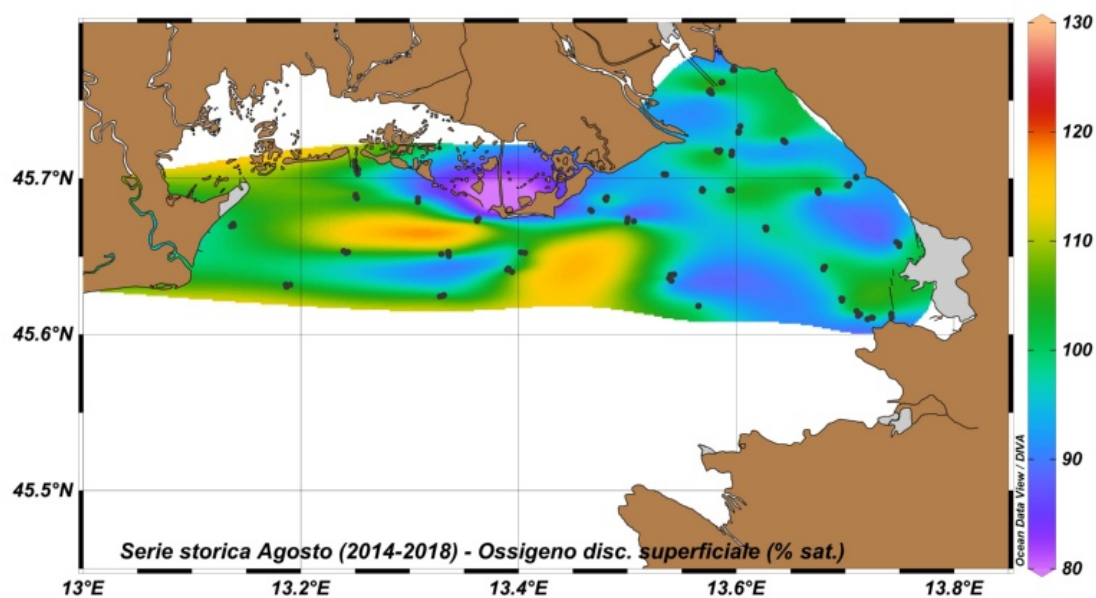 130
120
110
100
90
80
45.7°N
45.6°N
45.5°N
Ocean Data View / DIVA
Serie storica Agosto (2014-2018) - Ossigeno disc. superficiale (% sat.)
13°E
13.2°E
13.4°E
13.6°E
13.8°E